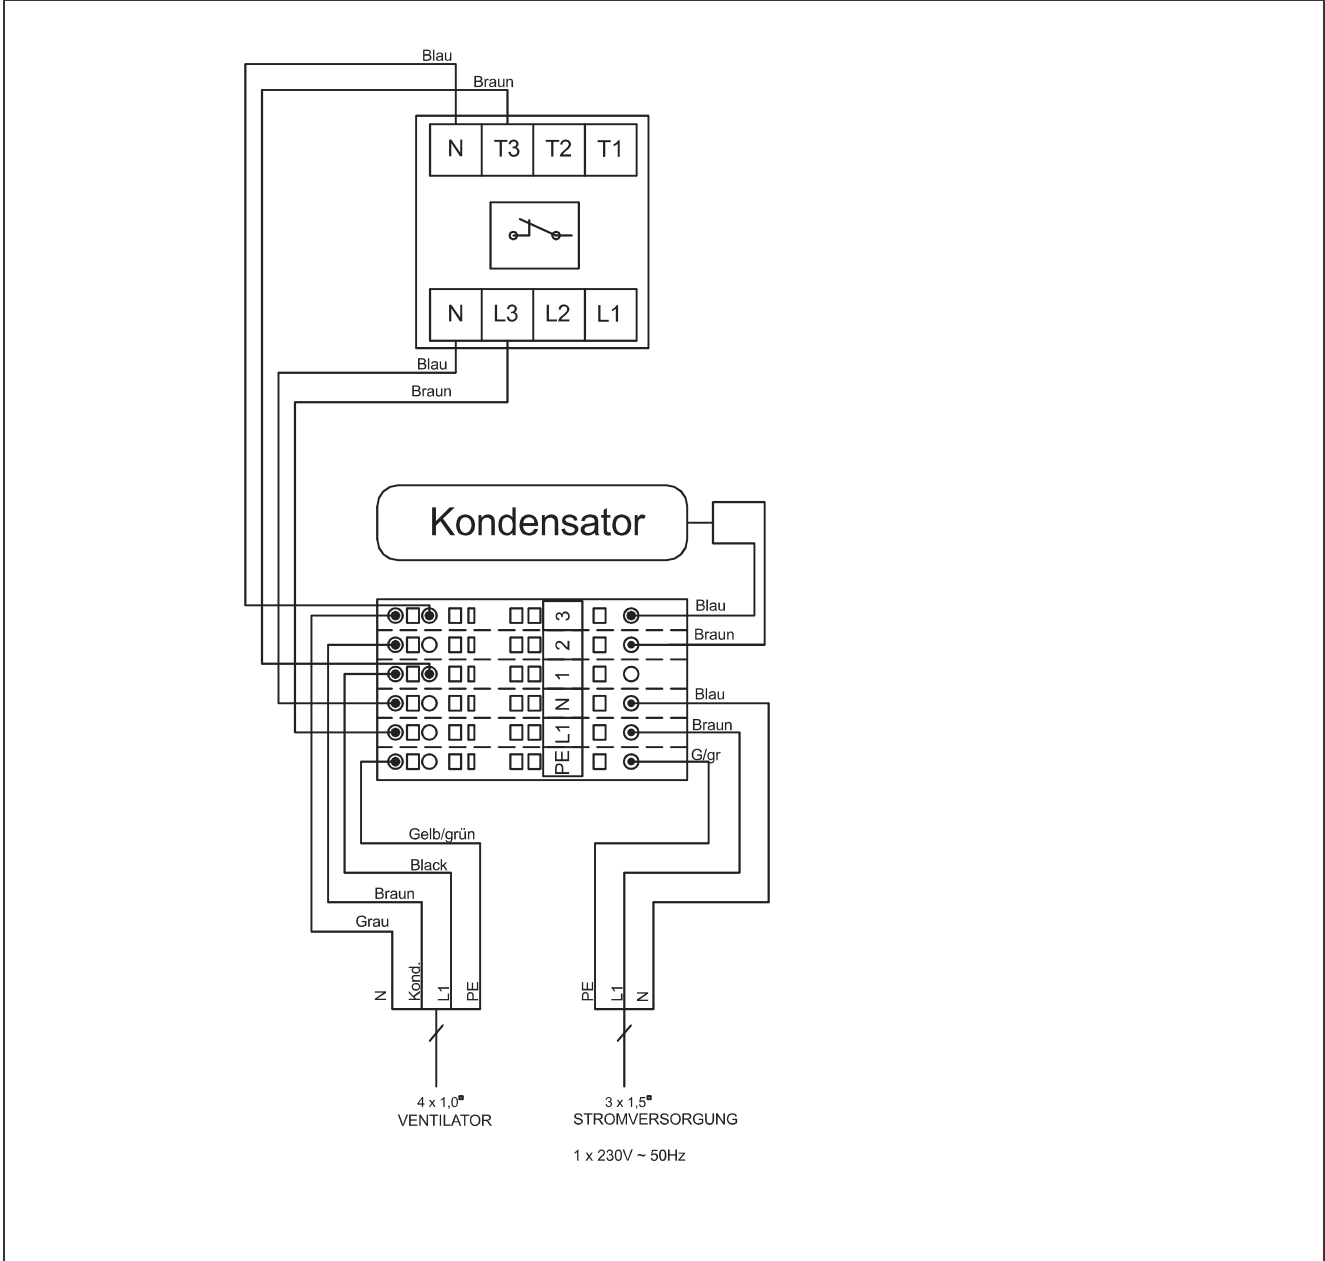 Blau
Braun
N T3 T2 T1
N L3 L2 L1
Blau
Braun
Kondensator
3 Blau
2 Braun
1
N Blau
L1 Braun
PE G/gr
Gelb/grün
Black
Braun
Grau
N Kond. L1 PE
PE L1 N
4 x 1,0 3 x 1,5
VENTILATOR STROMVERSORGUNG
1 x 230V ~ 50Hz